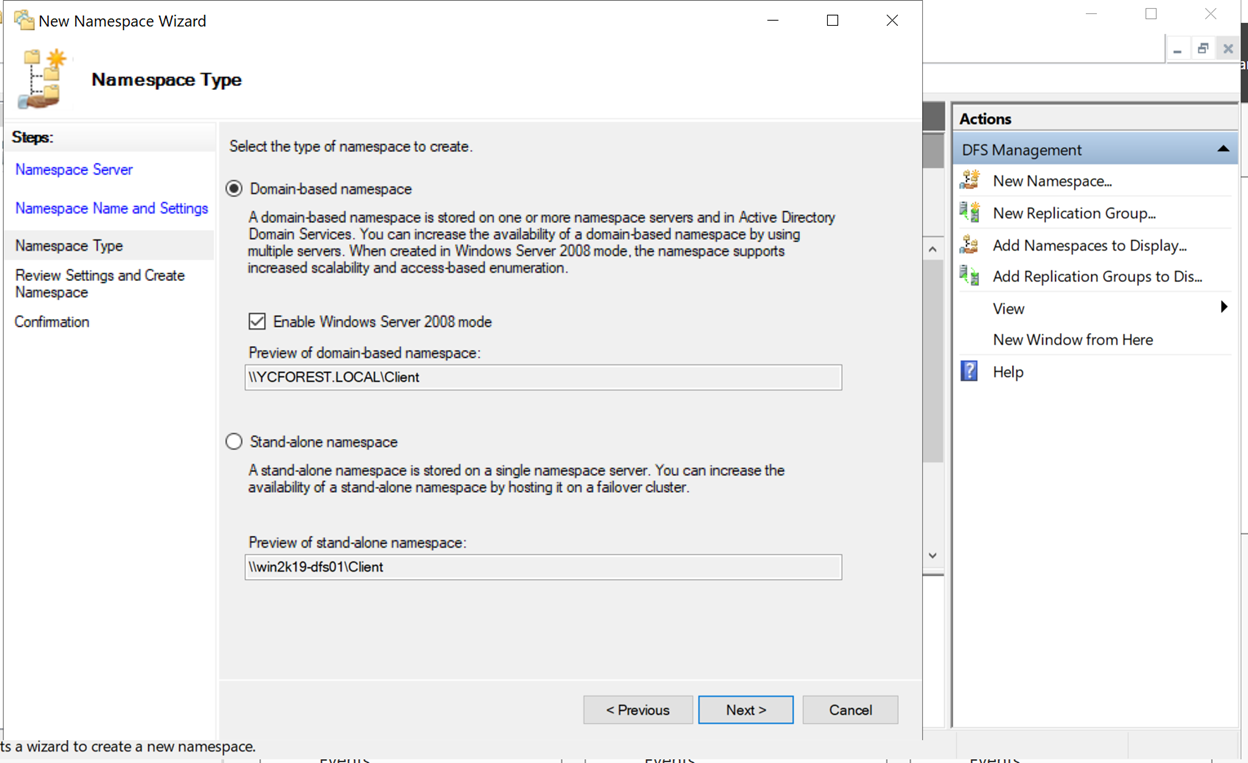 New Namespace Wizard
Namespace Type
Steps:
Namespace Server
Namespace Name and Settings
Namespace Type
Review Settings and Create
Namespace
Confirmation
Select the type of namespace to create.
Domain-based namespace
A domain-based namespace is stored on one or more namespace servers and in Active Directory
Domain Services. You can increase the availability of a domain-based namespace by using
multiple servers. When created in Windows Server 2008 mode, the namespace supports
increased scalability and access-based enumeration.
Enable Windows Server 2008 mode
Preview of domain-based namespace:
\\YCFOREST.LOCAL\Client
Stand-alone namespace
A stand-alone namespace is stored on a single namespace server. You can increase the
availability of a stand-alone namespace by hosting it on a failover cluster.
Preview of stand-alone namespace:
\\win2k19-dfs01\Client
< Previous
Next >
Cancel
Actions
DFS Management
New Namespace...
New Replication Group...
Add Namespaces to Display...
Add Replication Groups to Dis...
View
New Window from Here
Help
ts a wizard to create a new namespace.
Events
Events
Events